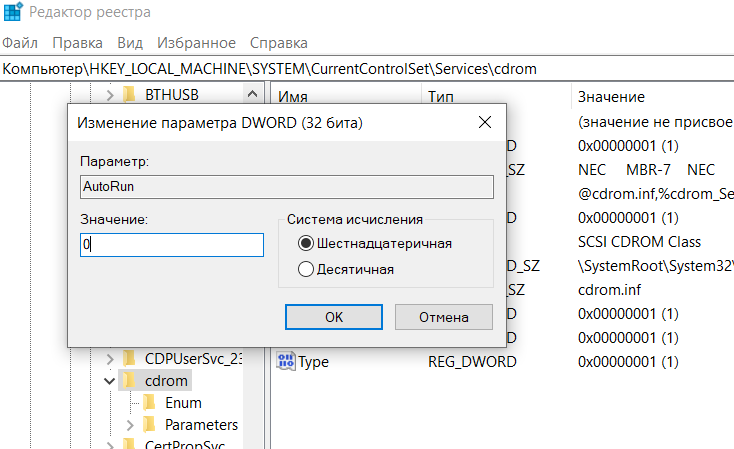 Редактор реестра
Файл Правка Вид Избранное Справка
Компьютер\HKEY_LOCAL_MACHINE\SYSTEM\CurrentControlSet\Services\cdrom
BTHUSB
Имя Тип Значение
(значение не присвое
Изменение параметра DWORD (32 бита)
D 0x00000001 (1)
Параметр:
_SZ NEC MBR-7 NEC
AutoRun
@cdrom.inf,%cdrom_Se
Значение: Система исчисления
D 0x00000001 (1)
0 Шестнадцатеричная
SCSI CDROM Class
Десятичная
D_SZ \SystemRoot\System32\
_SZ cdrom.inf
OK Отмена
D 0x00000001 (1)
D 0x00000001 (1)
CDPUserSvc_23
Type REG_DWORD 0x00000001 (1)
cdrom
Enum
Parameters
CertPropSvc